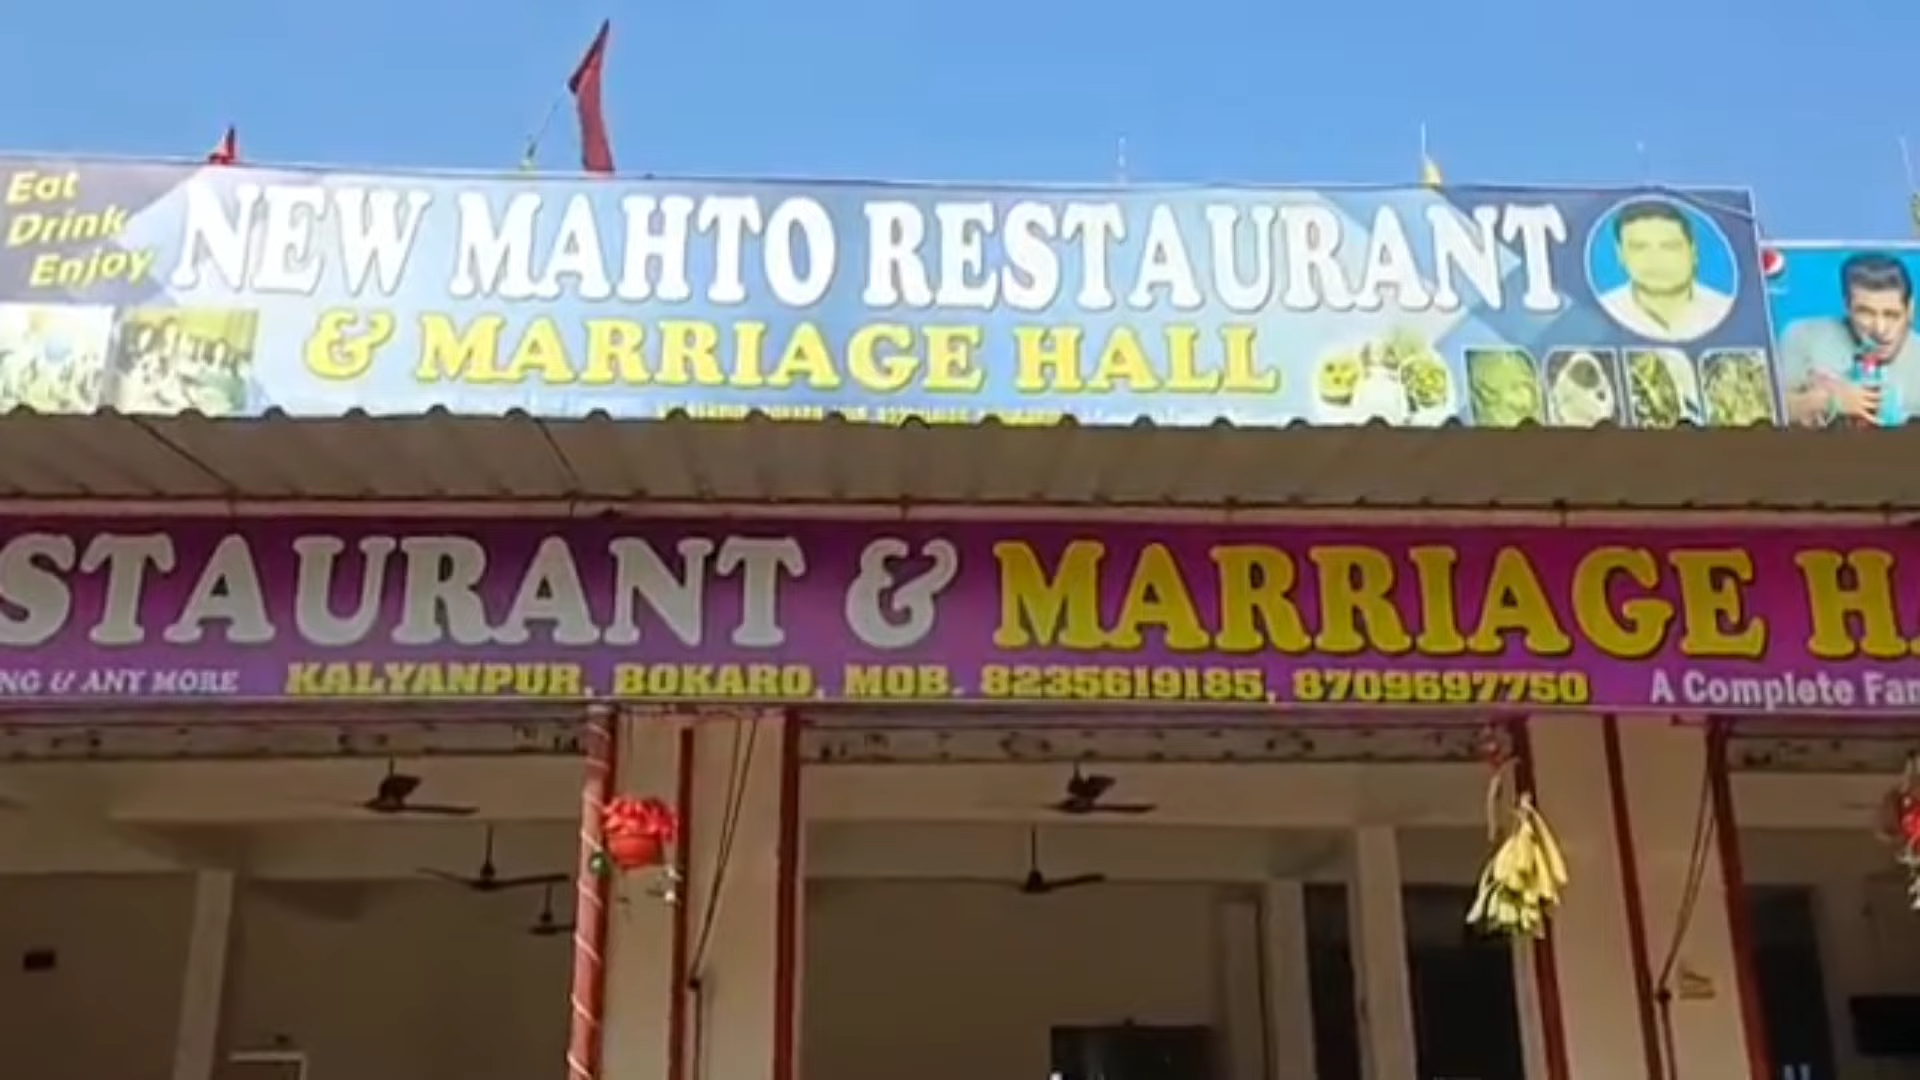 Eat
Drink
Enjoy
NEW MAHTO RESTAURANT
& MARRIAGE HALL
STAURANT & MARRIAGE H
NG & ANY MORE KALYANPUR, BOKARO, MOB. 8235619185, 8709697750 A Complete Fam